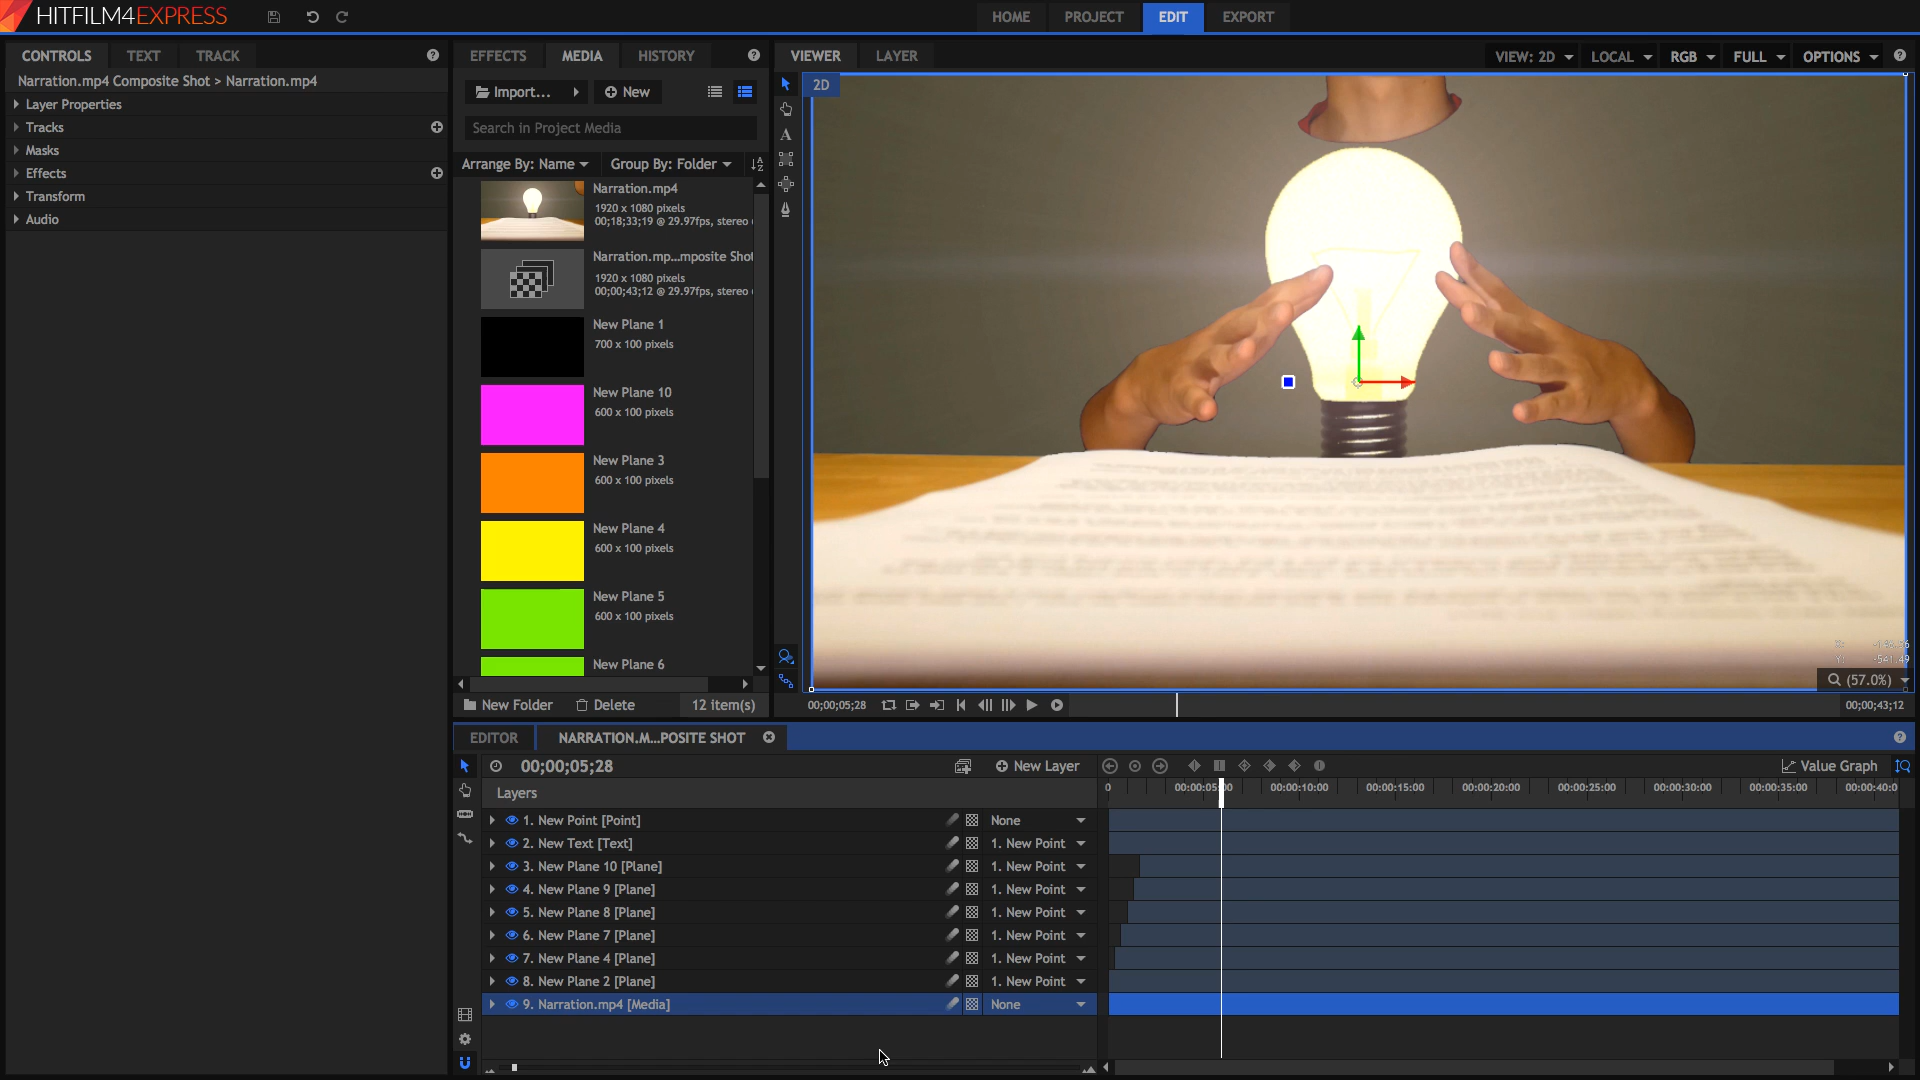 HITFILM4EXPRESS
HOME
PROJECT
EDIT
EXPORT
CONTROLS
TEXT
TRACK
Narration.mp4 Composite Shot > Narration.mp4
Layer Properties
Tracks
Masks
Effects
Transform
Audio
EFFECTS
MEDIA
HISTORY
Import...
New
Search in Project Media
Arrange By: Name
Group By: Folder
Narration.mp4
1920 x 1080 pixels
00;18;33;19 @ 29.97fps, stereo
Narration.mp...mposite Shot
1920 x 1080 pixels
00;00;43;12 @ 29.97fps, stereo
New Plane 1
700 x 100 pixels
New Plane 10
600 x 100 pixels
New Plane 3
600 x 100 pixels
New Plane 4
600 x 100 pixels
New Plane 5
600 x 100 pixels
New Plane 6
New Folder
Delete
12 item(s)
VIEWER
LAYER
VIEW: 2D
LOCAL
RGB
FULL
OPTIONS
2D
A
X:
Y: -541.49
(57.0%)
00;00;05;28
00;00;43;12
EDITOR
NARRATION.M...POSITE SHOT
00;00;05;28
New Layer
Value Graph
Layers
0
00:00:05:00
00:00:10:00
00:00:15:00
00:00:20:00
00:00:25:00
00:00:30:00
00:00:35:00
00:00:40:0
1. New Point [Point]
None
2. New Text [Text]
1. New Point
3. New Plane 10 [Plane]
1. New Point
4. New Plane 9 [Plane]
1. New Point
5. New Plane 8 [Plane]
1. New Point
6. New Plane 7 [Plane]
1. New Point
7. New Plane 4 [Plane]
1. New Point
8. New Plane 2 [Plane]
1. New Point
9. Narration.mp4 [Media]
None